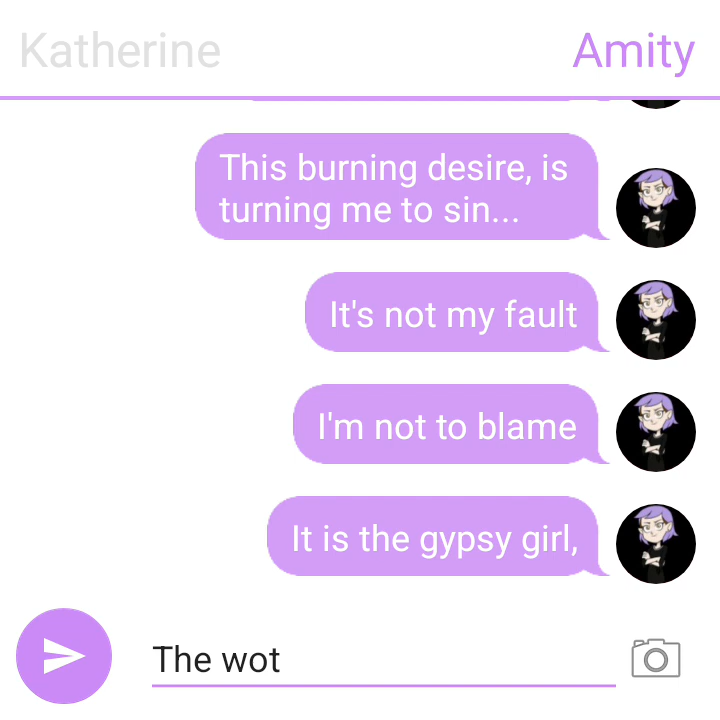 Katherine
Amity
This burning desire, is
turning me to sin...
It's not my fault
I'm not to blame
It is the gypsy girl,
The wot